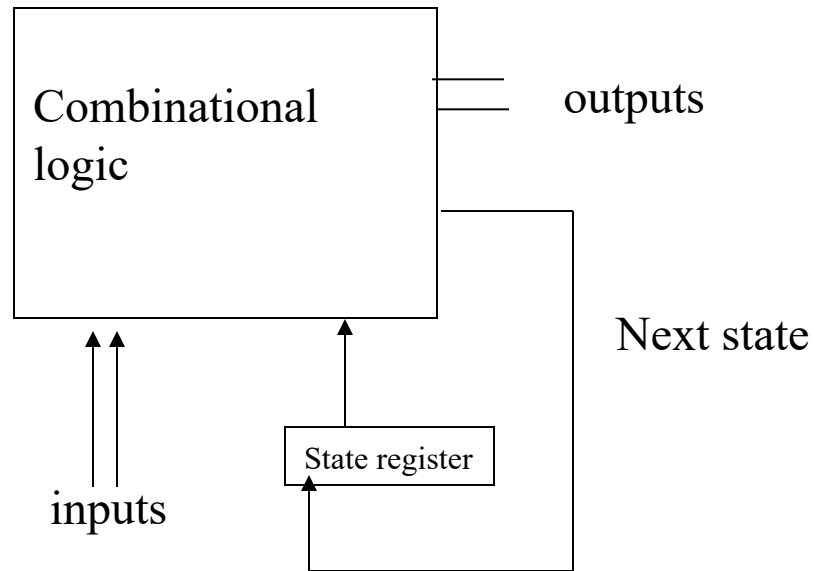 Combinational
logic
outputs
Next state
State register
inputs